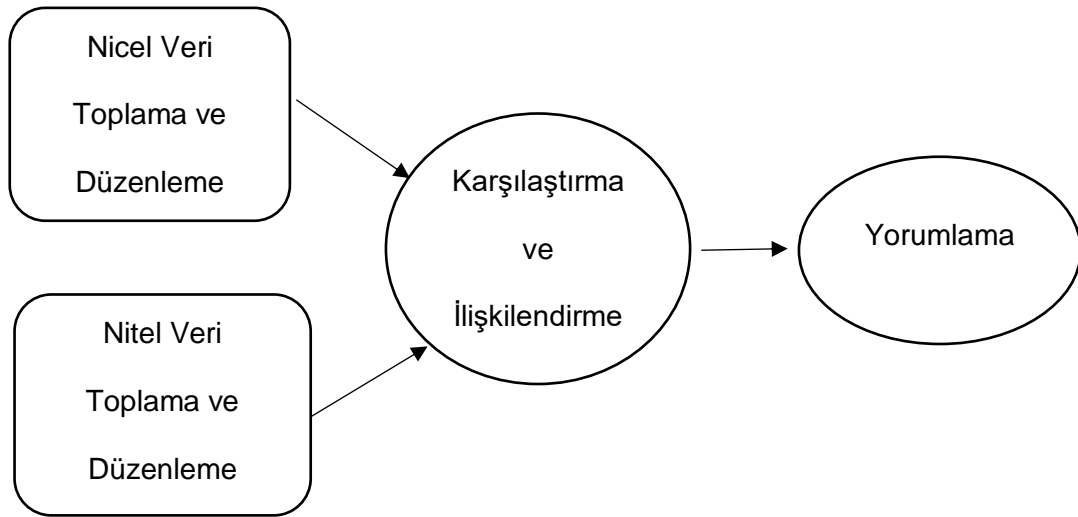 Nicel Veri
Toplama ve
Düzenleme
Nitel Veri
Toplama ve
Düzenleme
Karşılaştırma
ve
İlişkilendirme
Yorumlama